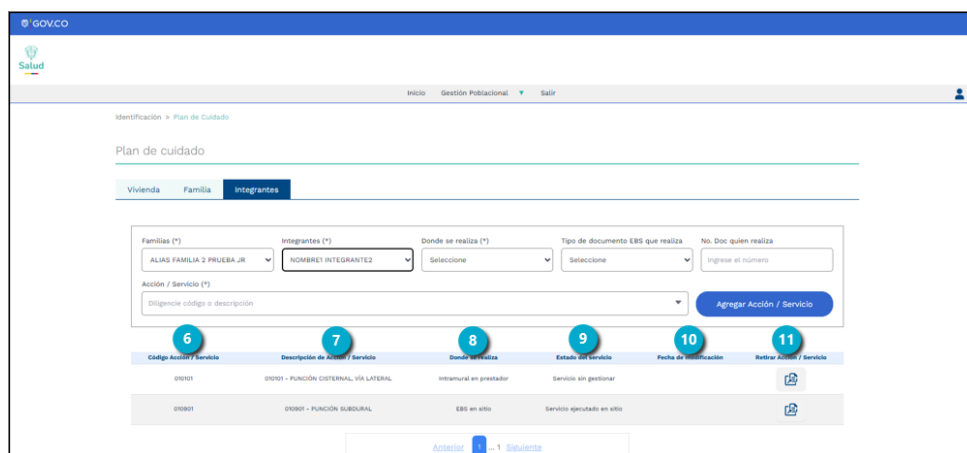 GOV.CO
Salud
Inicio Gestión Poblacional ▼ Salir
Identificación > Plan de Cuidado
Plan de cuidado
Vivienda Familia Integrantes
Familias (*) Integrantes (*) Donde se realiza (*) Tipo de documento EBS que realiza No. Doc quien realiza
ALIAS FAMILIA 2 PRUEBA JR NOMBRE1 INTEGRANTE2 Seleccione Seleccione Ingrese el número
Acción / Servicio (*)
Diligencie código o descripción Agregar Acción / Servicio
6 7 8 9 10 11
Código Acción / Servicio Descripción de Acción / Servicio Donde se realiza Estado del servicio Fecha de modificación Retirar Acción / Servicio
010101 010101 - PUNCIÓN CISTERNAL, VÍA LATERAL Intramural en prestador Servicio sin gestionar
010901 010901 - PUNCIÓN SUBDURAL EBS en sitio Servicio ejecutado en sitio
Anterior 1 ... 1 Siguiente